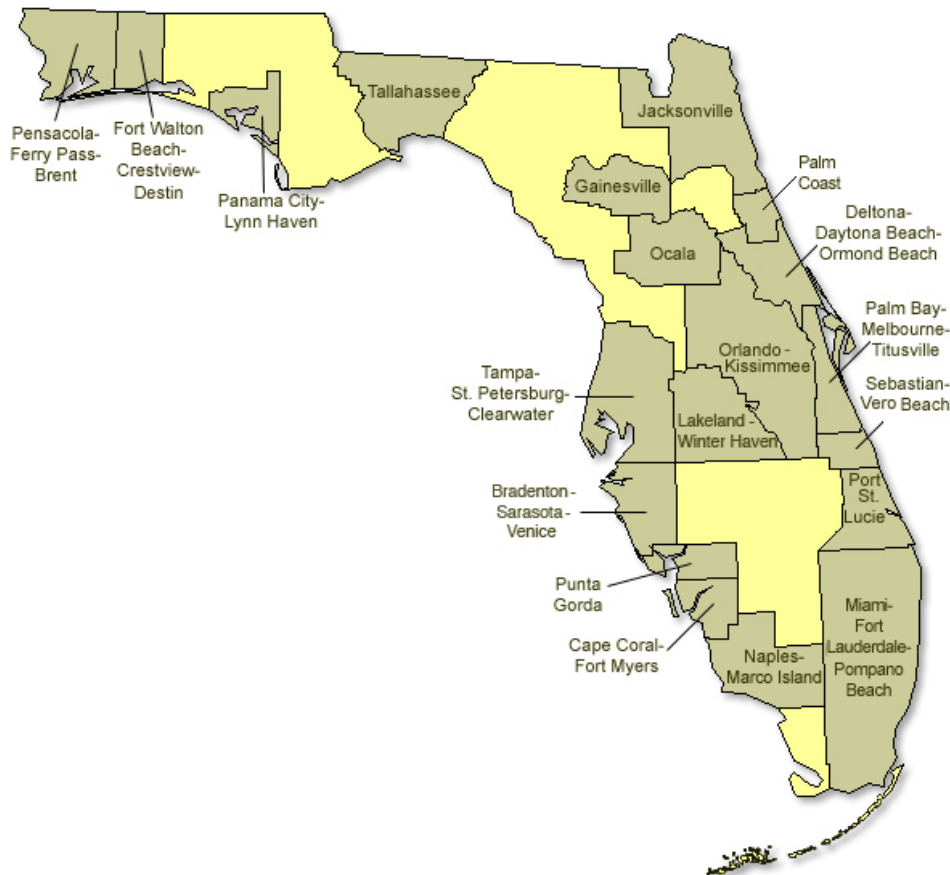 Pensacola-
Ferry Pass-
Brent
Fort Walton
Beach-
Crestview-
Destin
Panama City-
Lynn Haven
Tallahassee
Jacksonville
Gainesville
Palm
Coast
Ocala
Deltona-
Daytona Beach-
Ormond Beach
Palm Bay-
Melbourne-
Titusville
Orlando-
Kissimmee
Sebastian-
Vero Beach
Tampa-
St. Petersburg-
Clearwater
Lakeland-
Winter Haven
Port
St.
Lucie
Bradenton-
Sarasota-
Venice
Punta
Gorda
Cape Coral-
Fort Myers
Naples-
Marco Island
Miami-
Fort
Lauderdale-
Pompano
Beach